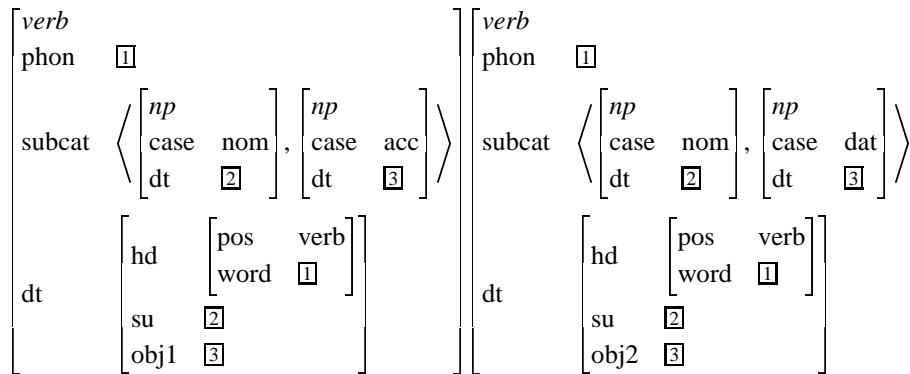 verb verb
phon 1 phon 1
np np np np
subcat ⟨ case nom , case acc ⟩ subcat ⟨ case nom , case dat ⟩
dt 2 dt 3 dt 2 dt 3
pos verb pos verb
hd hd
word 1 word 1
dt dt
su 2 su 2
obj1 3 obj2 3